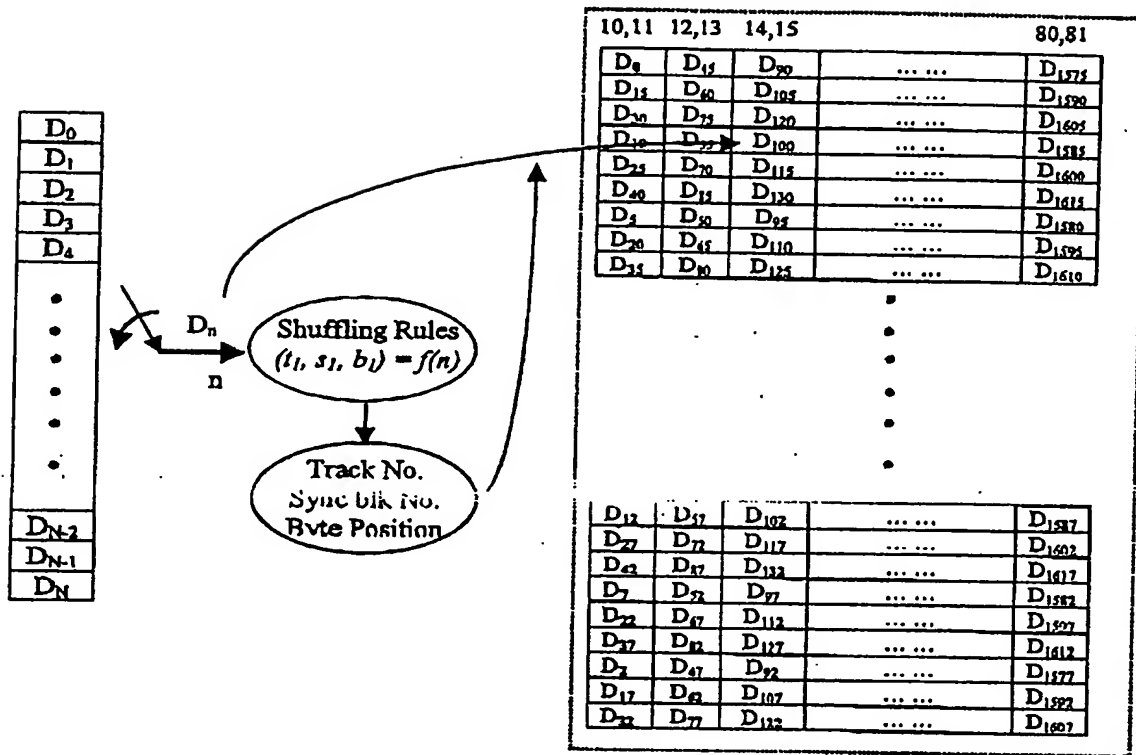 D0
D1
D2
D3
D4
DN-2
DN-1
DN
Dn
n
Shuffling Rules
(t1, s1, b1) = f(n)
Track No.
Sync blk No.
Byte Position
10,11 12,13 14,15 80,81
D0 D45 D90 ... ... D1575
D15 D60 D105 ... ... D1590
D30 D75 D120 ... ... D1605
D10 D55 D100 ... ... D1585
D25 D70 D115 ... ... D1600
D40 D85 D130 ... ... D1615
D5 D50 D95 ... ... D1580
D20 D65 D110 ... ... D1595
D35 D80 D125 ... ... D1610
D12 D57 D102 ... ... D1587
D27 D72 D117 ... ... D1602
D42 D87 D132 ... ... D1617
D7 D52 D97 ... ... D1582
D22 D67 D112 ... ... D1597
D37 D82 D127 ... ... D1612
D2 D47 D92 ... ... D1577
D17 D62 D107 ... ... D1592
D32 D77 D122 ... ... D1607